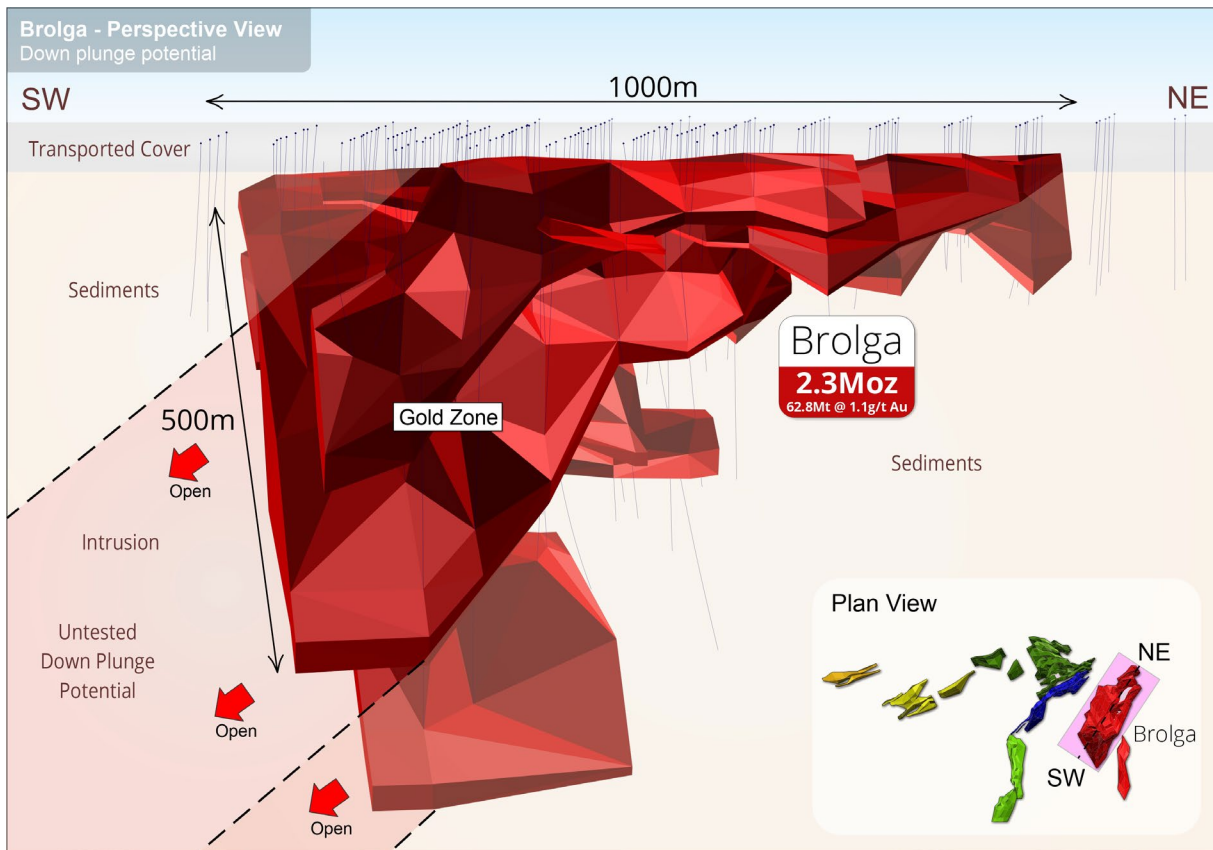 Brolga - Perspective View
Down plunge potential
SW
1000m
NE
Transported Cover
Sediments
500m
Gold Zone
Brolga
2.3Moz
62.8Mt @ 1.1g/t Au
Sediments
Open
Intrusion
Untested
Down Plunge
Potential
Open
Open
Plan View
NE
Brolga
SW